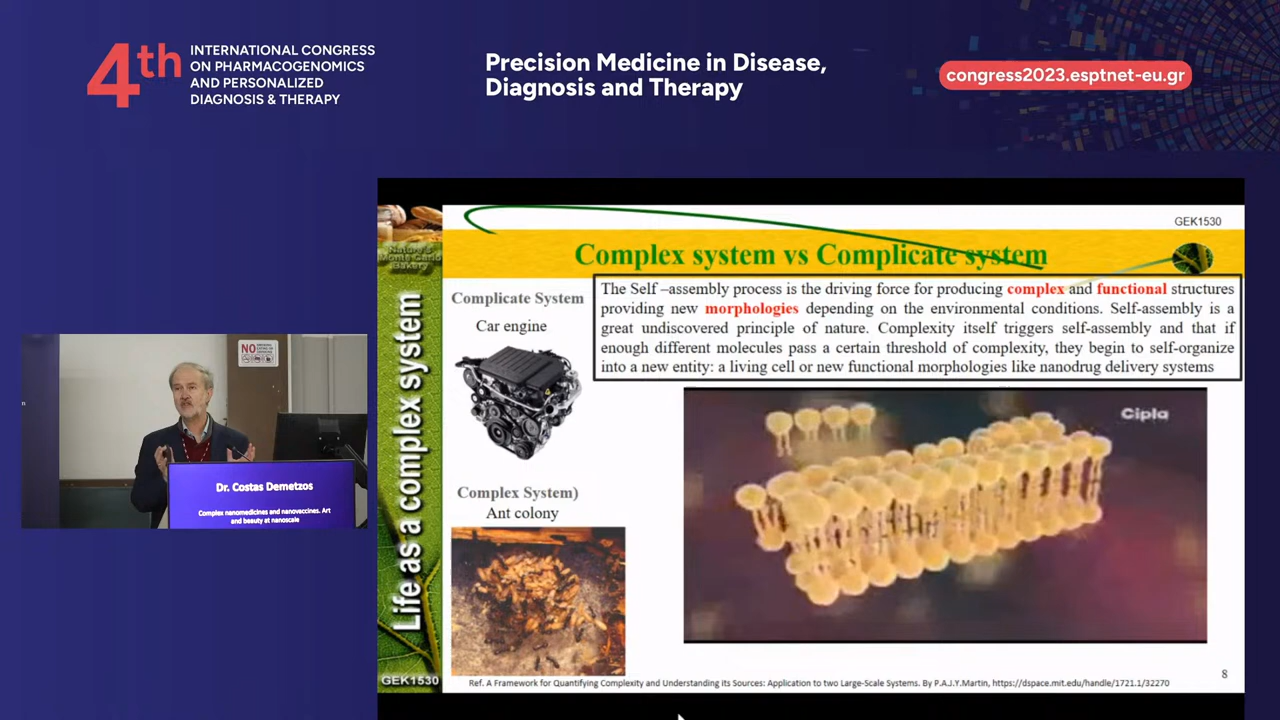 4th
INTERNATIONAL CONGRESS
ON PHARMACOGENOMICS
AND PERSONALIZED
DIAGNOSIS & THERAPY
Precision Medicine in Disease,
Diagnosis and Therapy
congress2023.esptnet-eu.gr
NO
Dr. Costas Demetzos
Complex nanomedicines and nanovaccines. Art
and beauty at nanoscale
GEK1530
Nature's
Bakery
Complex system vs Complicate system
Life as a complex system
Complicate System
Car engine
The Self –assembly process is the driving force for producing complex and functional structures
providing new morphologies depending on the environmental conditions. Self-assembly is a
great undiscovered principle of nature. Complexity itself triggers self-assembly and that if
enough different molecules pass a certain threshold of complexity, they begin to self-organize
into a new entity: a living cell or new functional morphologies like nanodrug delivery systems
Cipla
Complex System)
Ant colony
GEK1530
Ref. A Framework for Quantifying Complexity and Understanding its Sources: Application to two Large-Scale Systems. By P.A.J.Y.Martin, https://dspace.mit.edu/handle/1721.1/32270
8